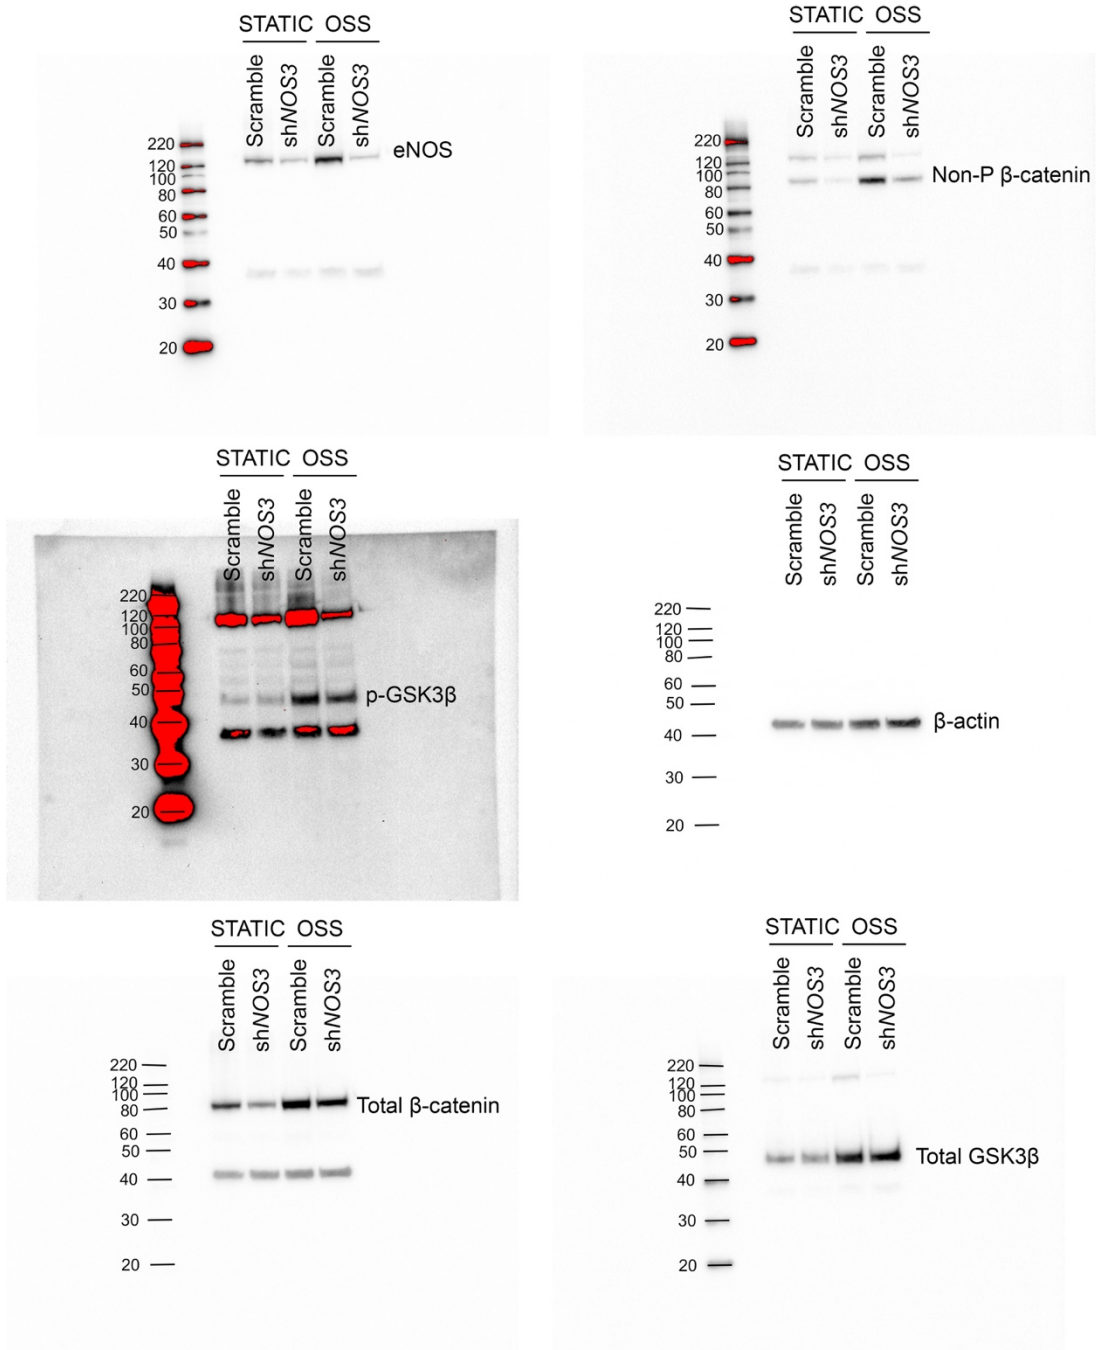 STATIC OSS
Scramble
shNOS3
Scramble
shNOS3
220
120
100
80
60
50
40
30
20
eNOS
STATIC OSS
Scramble
shNOS3
Scramble
shNOS3
220
120
100
80
60
50
40
30
20
Non-P β-catenin
STATIC OSS
Scramble
shNOS3
Scramble
shNOS3
220
120
100
80
60
50
40
30
20
p-GSK3β
STATIC OSS
Scramble
shNOS3
Scramble
shNOS3
220
120
100
80
60
50
40
30
20
β-actin
STATIC OSS
Scramble
shNOS3
Scramble
shNOS3
220
120
100
80
60
50
40
30
20
Total β-catenin
STATIC OSS
Scramble
shNOS3
Scramble
shNOS3
220
120
100
80
60
50
40
30
20
Total GSK3β